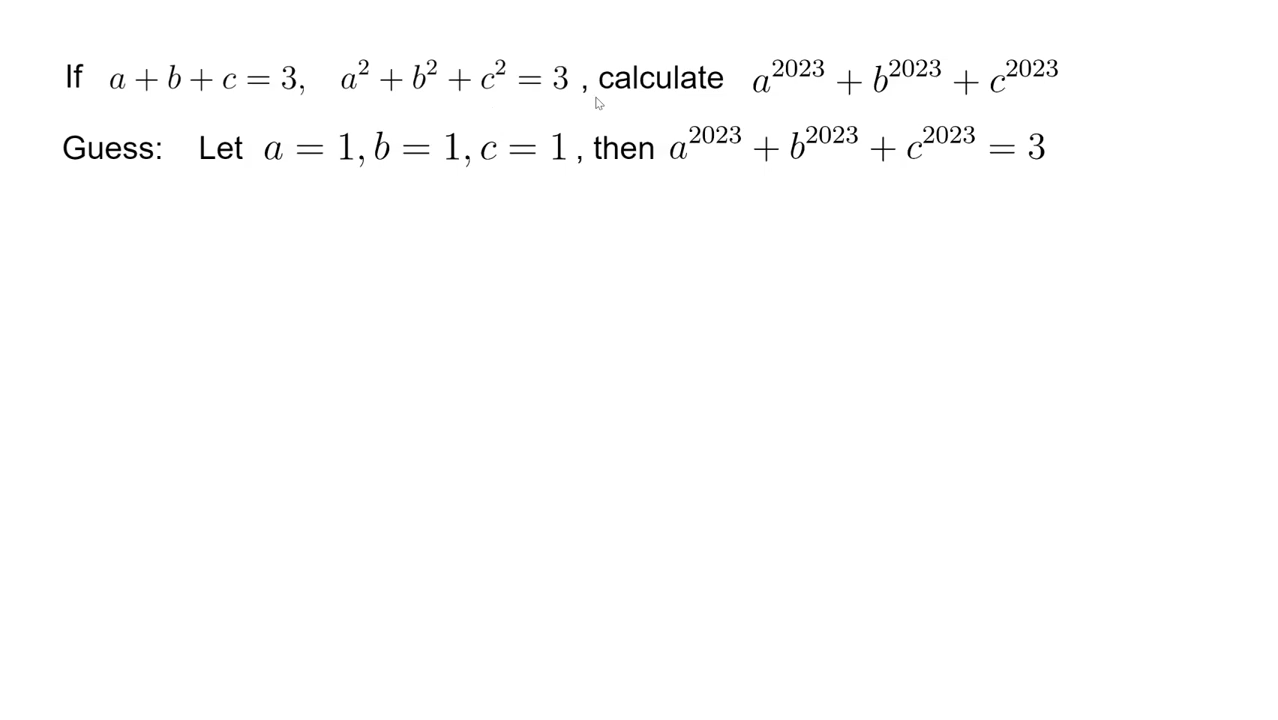 If a + b + c = 3, a² + b² + c² = 3 , calculate a²⁰²³ + b²⁰²³ + c²⁰²³
Guess: Let a = 1, b = 1, c = 1 , then a²⁰²³ + b²⁰²³ + c²⁰²³ = 3